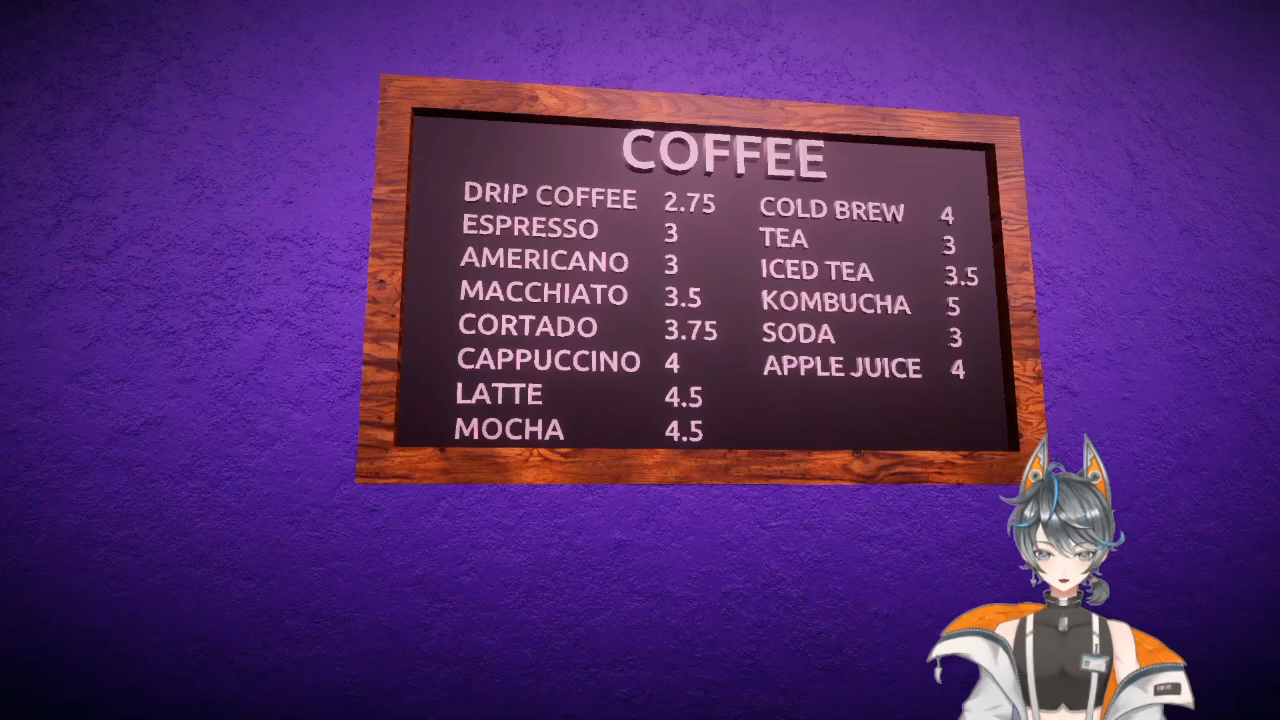 COFFEE
DRIP COFFEE 2.75
ESPRESSO 3
AMERICANO 3
MACCHIATO 3.5
CORTADO 3.75
CAPPUCCINO 4
LATTE 4.5
MOCHA 4.5
COLD BREW 4
TEA 3
ICED TEA 3.5
KOMBUCHA 5
SODA 3
APPLE JUICE 4